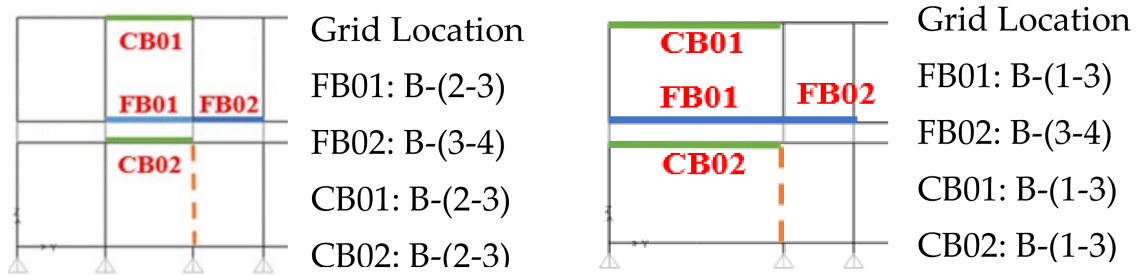 CB01
FB01 FB02
CB02
Z
Y
Grid Location
FB01: B-(2-3)
FB02: B-(3-4)
CB01: B-(2-3)
CB02: B-(2-3)
CB01
FB01 FB02
CB02
Z
Y
Grid Location
FB01: B-(1-3)
FB02: B-(3-4)
CB01: B-(1-3)
CB02: B-(1-3)